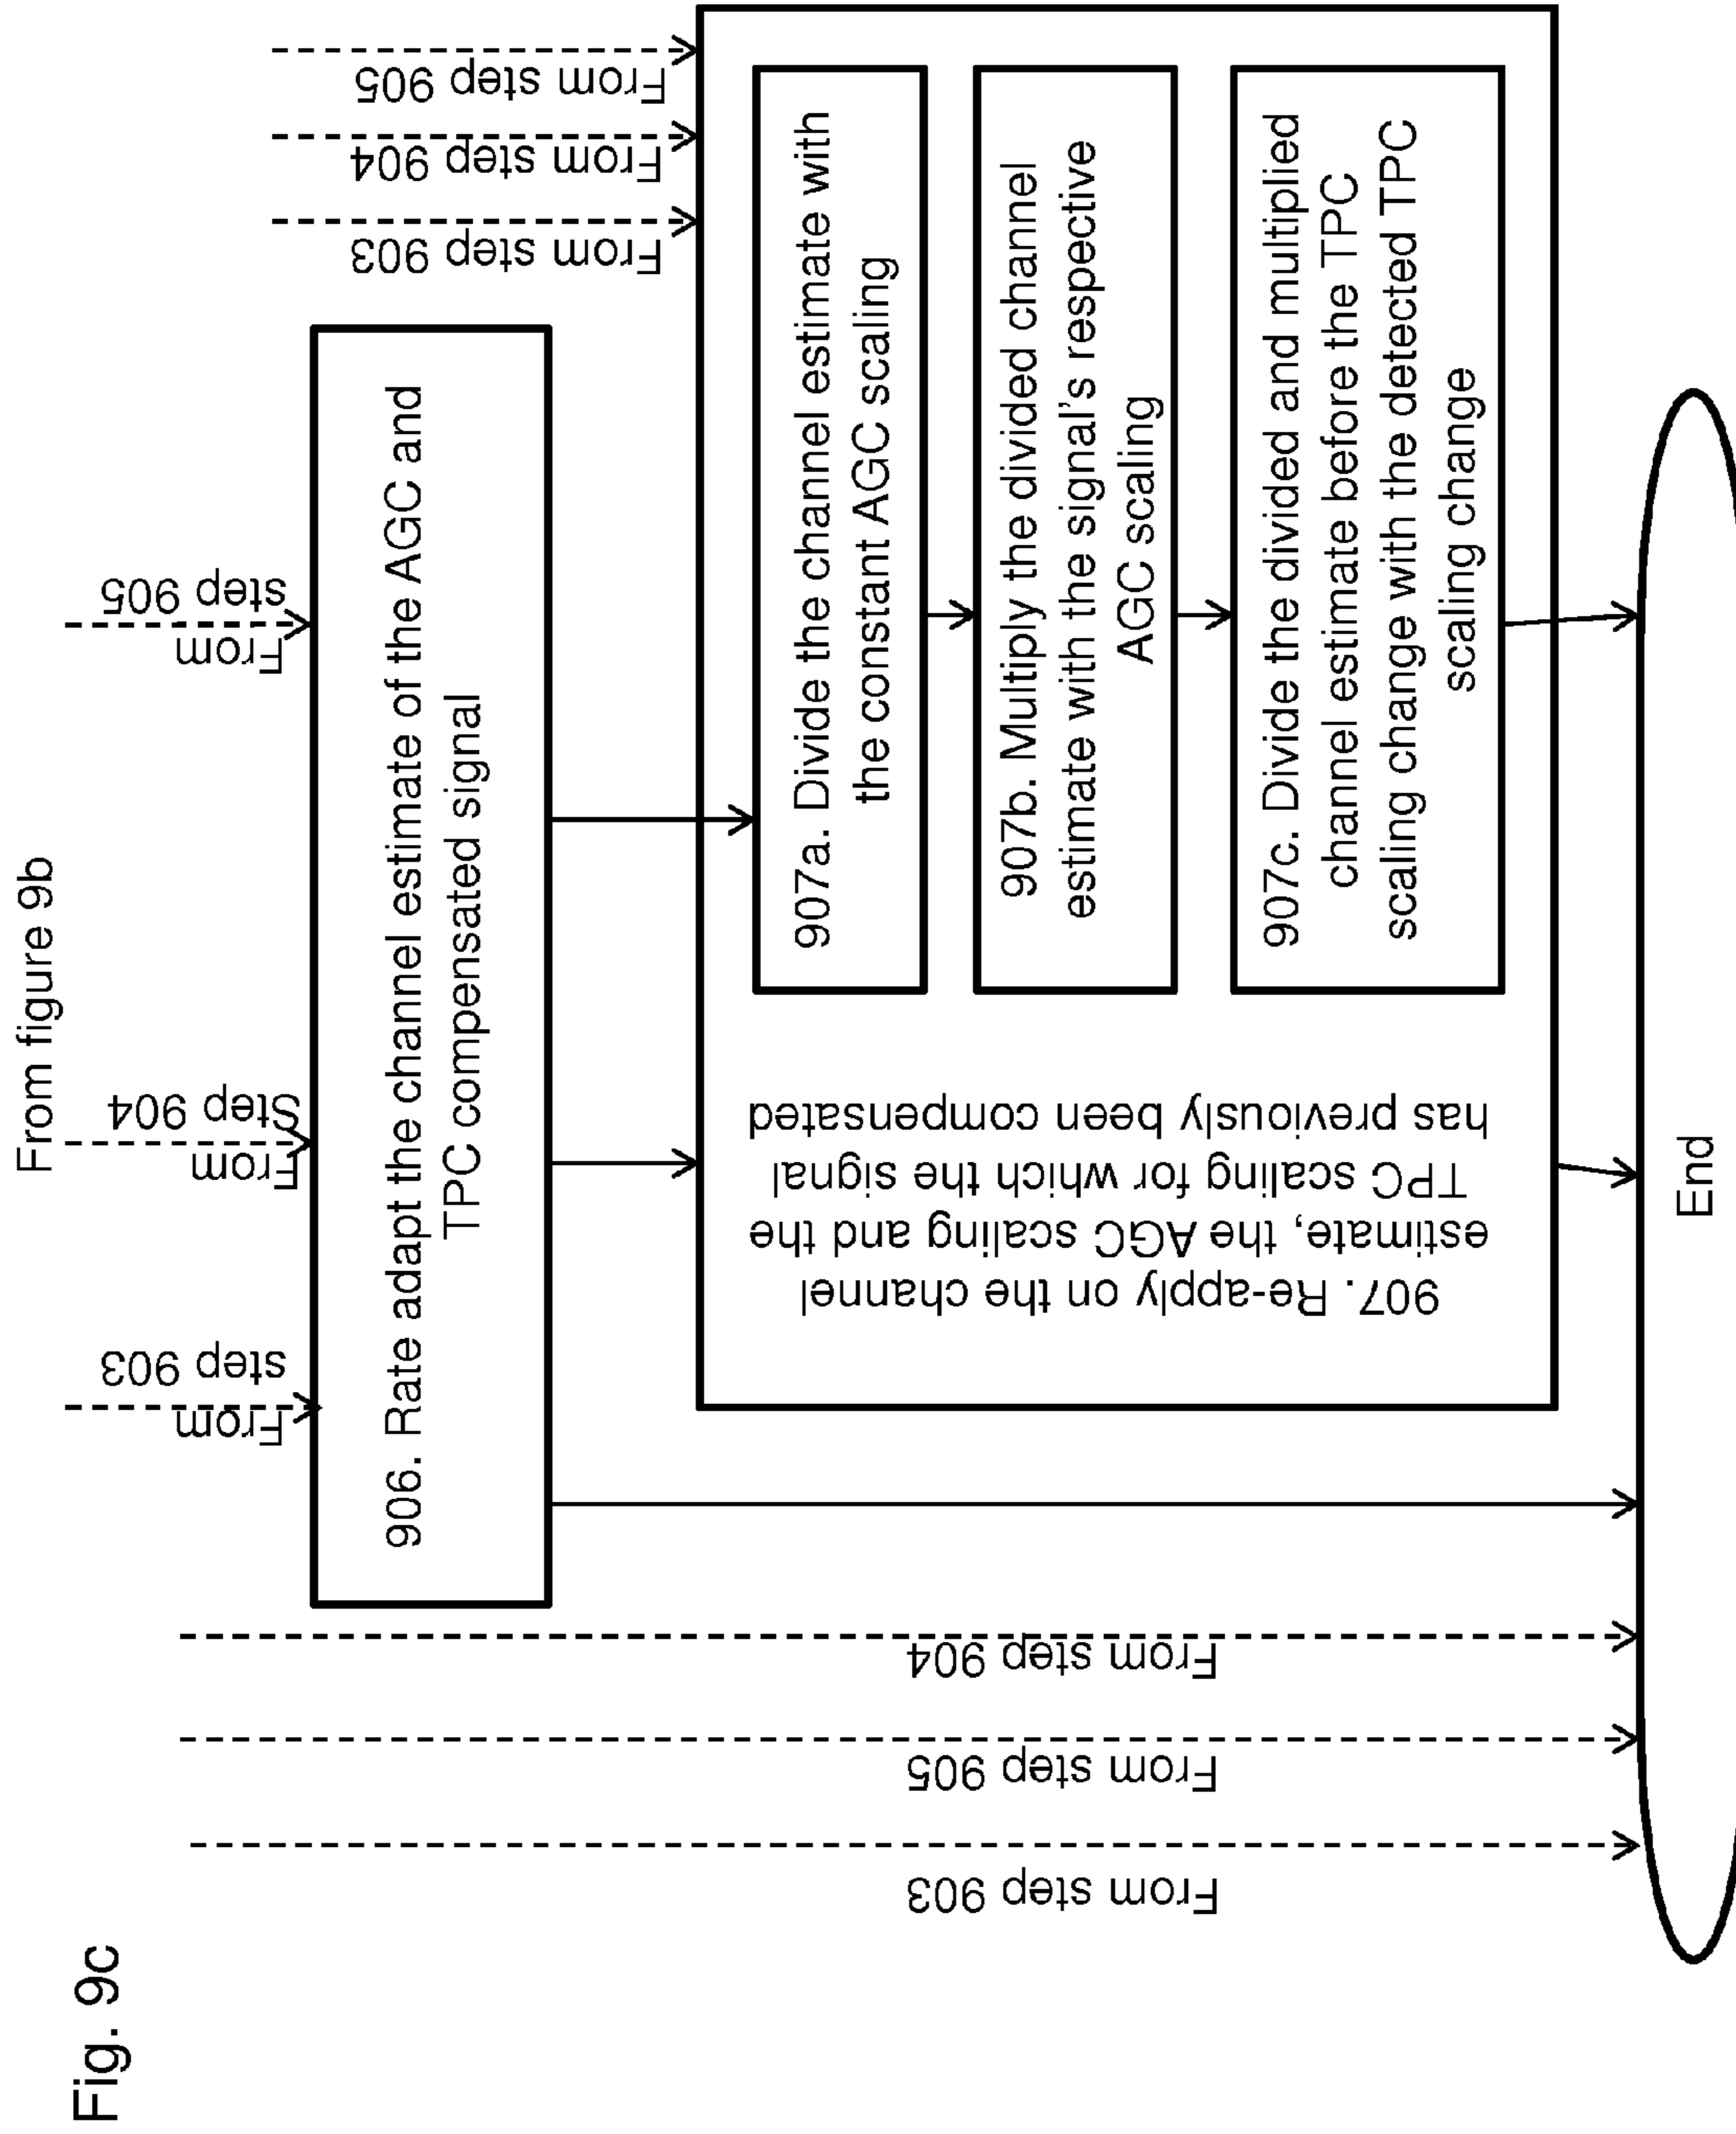 Fig. 9c
From figure 9b
From
step 903
From
Step 904
From
step 905
906. Rate adapt the channel estimate of the AGC and
TPC compensated signal
From step 903
From step 904
From step 905
907. Re-apply on the channel
estimate, the AGC scaling and the
TPC scaling for which the signal
has previously been compensated
907a. Divide the channel estimate with
the constant AGC scaling
907b. Multiply the divided channel
estimate with the signal's respective
AGC scaling
907c. Divide the divided and multiplied
channel estimate before the TPC
scaling change with the detected TPC
scaling change
From step 903
From step 905
From step 904
End